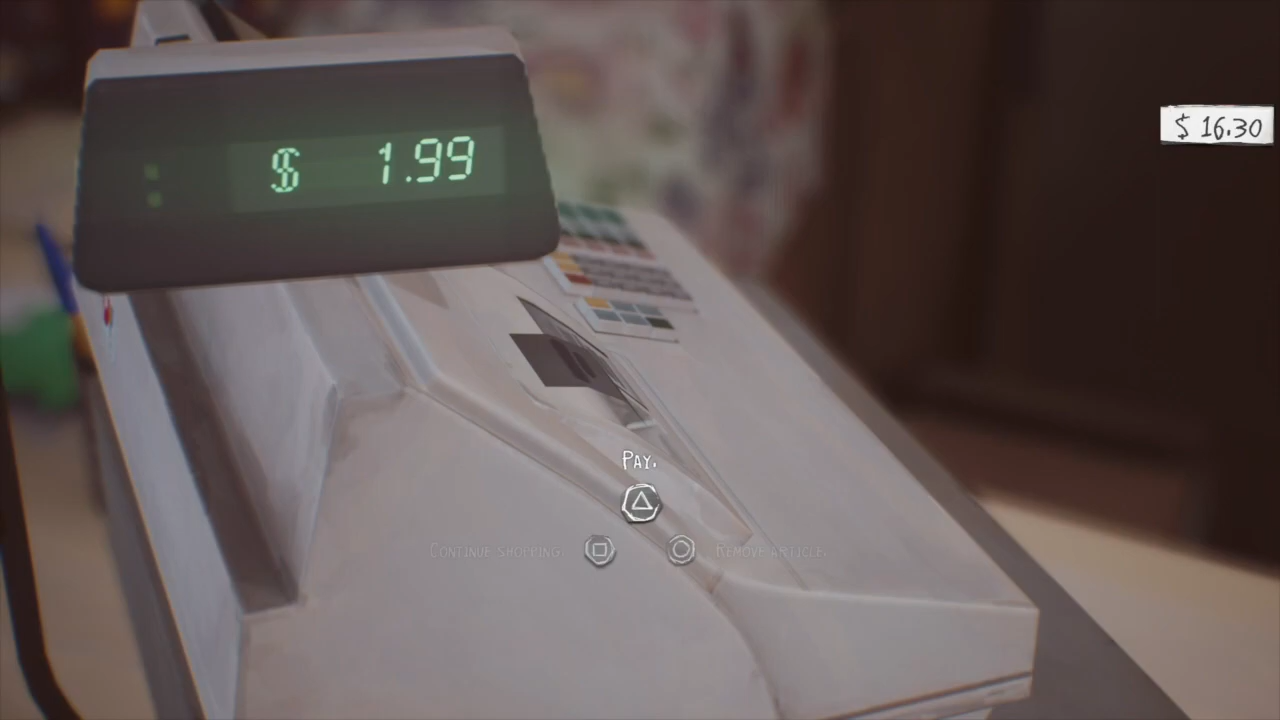 $ 1.99
$ 16.30
PAY.
CONTINUE SHOPPING
REMOVE ARTICLE.